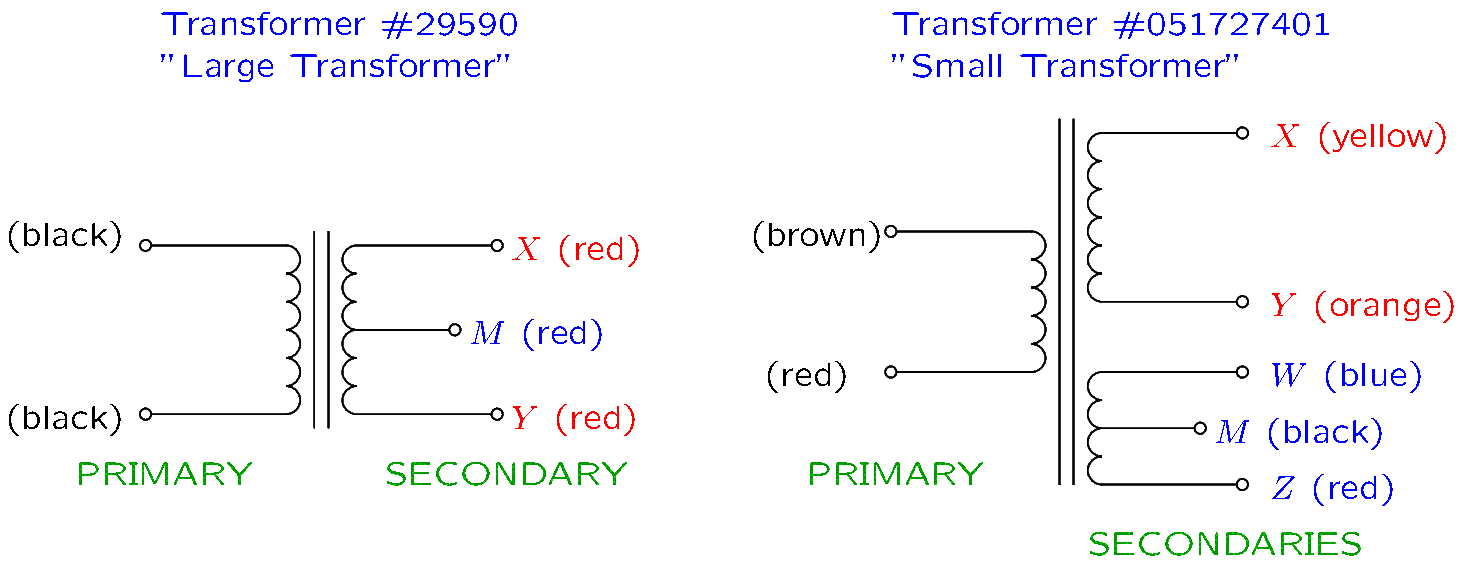 Transformer #29590
"Large Transformer"
(black)
(black)
X (red)
M (red)
Y (red)
PRIMARY
SECONDARY
Transformer #051727401
"Small Transformer"
(brown)
(red)
X (yellow)
Y (orange)
W (blue)
M (black)
Z (red)
PRIMARY
SECONDARIES